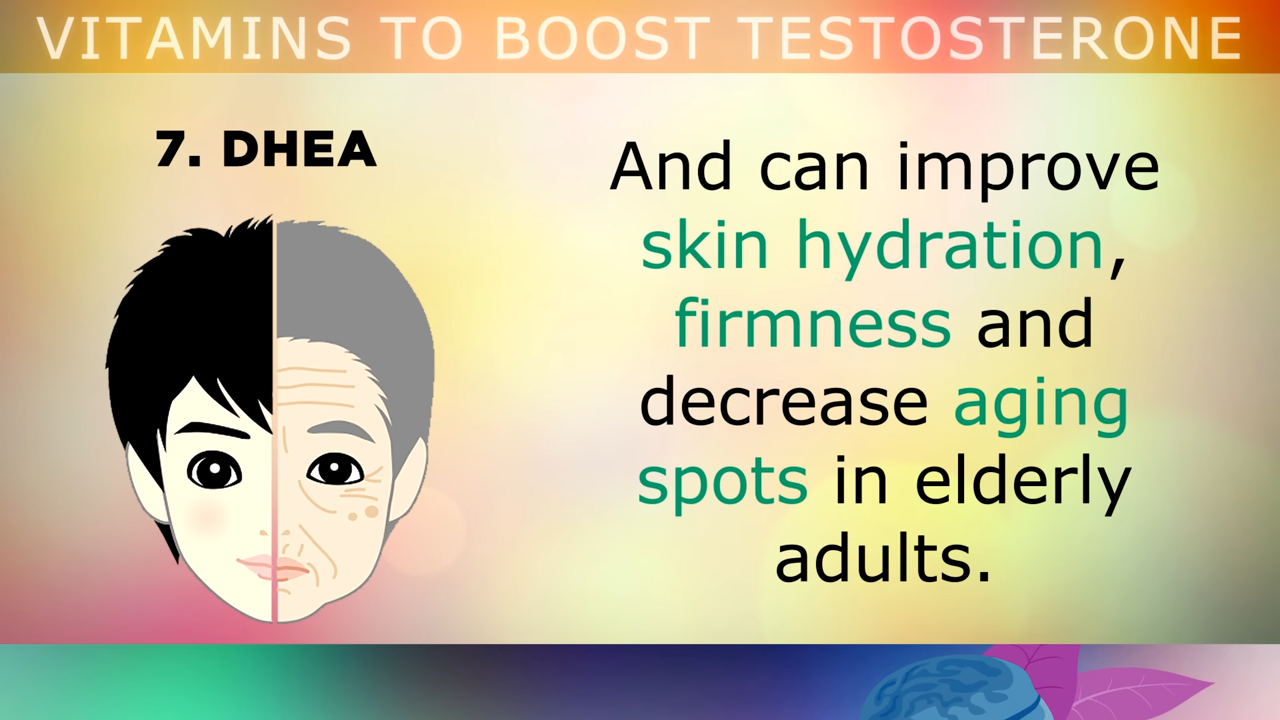 VITAMINS TO BOOST TESTOSTERONE
7. DHEA
And can improve
skin hydration,
firmness and
decrease aging
spots in elderly
adults.